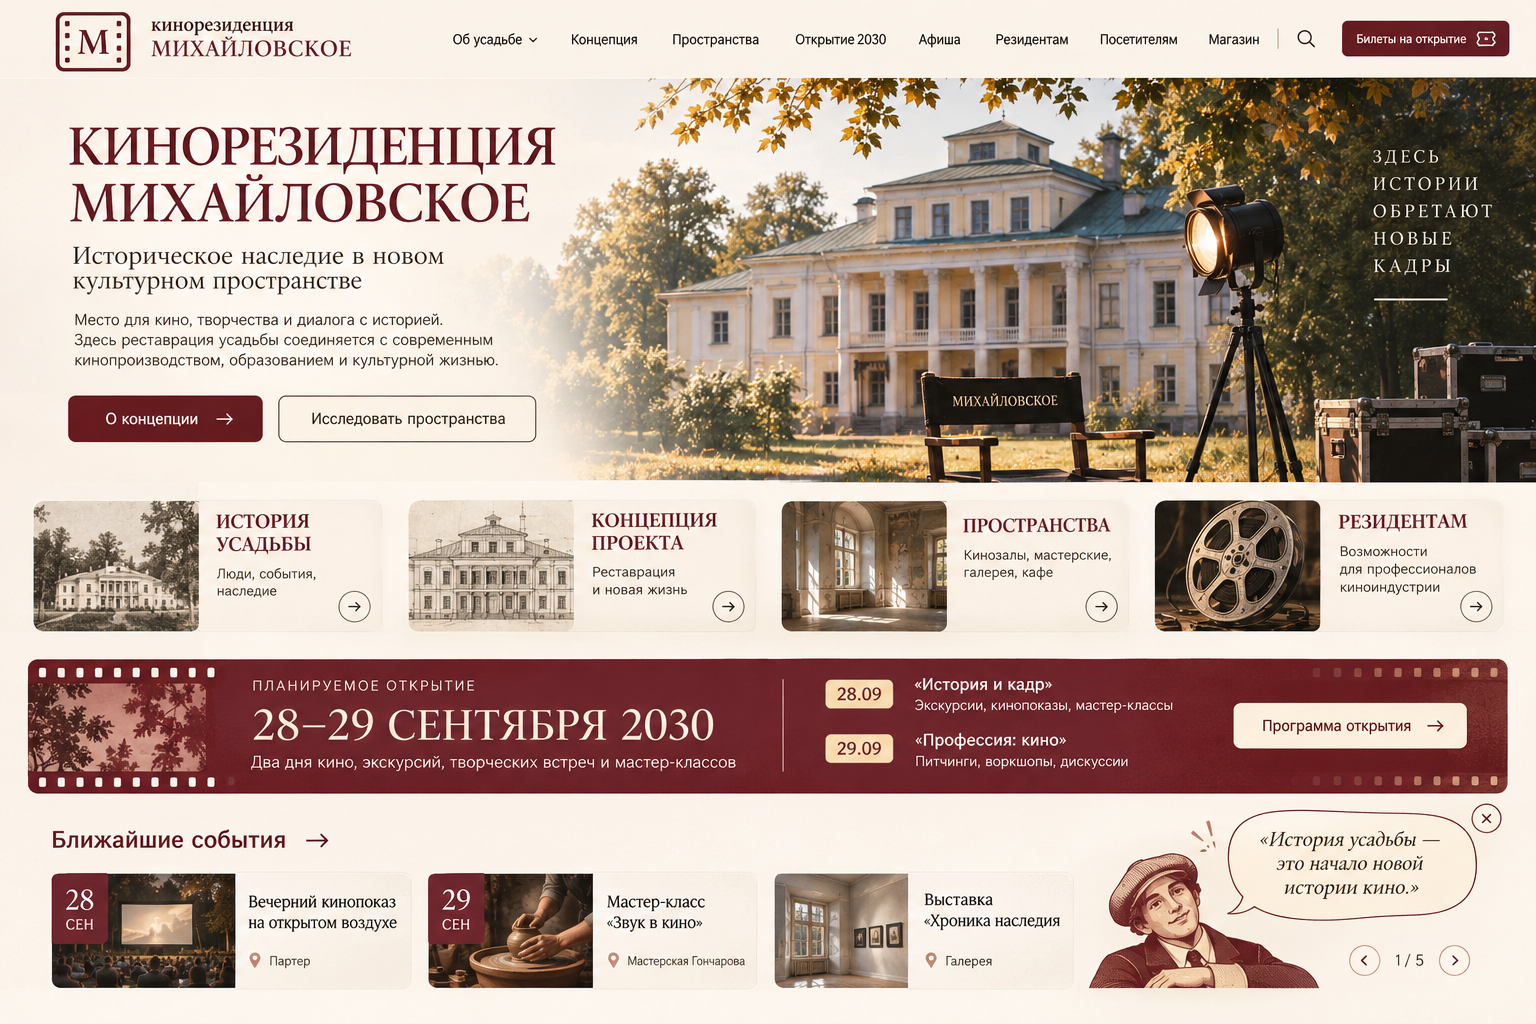 М
кинорезиденция
МИХАЙЛОВСКОЕ
Об усадьбе
Концепция
Пространства
Открытие 2030
Афиша
Резидентам
Посетителям
Магазин
Билеты на открытие
КИНОРЕЗИДЕНЦИЯ
МИХАЙЛОВСКОЕ
Историческое наследие в новом
культурном пространстве
Место для кино, творчества и диалога с историей.
Здесь реставрация усадьбы соединяется с современным
кинопроизводством, образованием и культурной жизнью.
О концепции
Исследовать пространства
МИХАЙЛОВСКОЕ
ЗДЕСЬ
ИСТОРИИ
ОБРЕТАЮТ
НОВЫЕ
КАДРЫ
ИСТОРИЯ
УСАДЬБЫ
Люди, события,
наследие
КОНЦЕПЦИЯ
ПРОЕКТА
Реставрация
и новая жизнь
ПРОСТРАНСТВА
Кинозалы, мастерские,
галерея, кафе
РЕЗИДЕНТАМ
Возможности
для профессионалов
киноиндустрии
ПЛАНИРУЕМОЕ ОТКРЫТИЕ
28–29 СЕНТЯБРЯ 2030
Два дня кино, экскурсий, творческих встреч и мастер-классов
28.09
«История и кадр»
Экскурсии, кинопоказы, мастер-классы
29.09
«Профессия: кино»
Питчинги, воркшопы, дискуссии
Программа открытия
Ближайшие события
28
СЕН
Вечерний кинопоказ
на открытом воздухе
Партер
29
СЕН
Мастер-класс
«Звук в кино»
Мастерская Гончарова
Выставка
«Хроника наследия
Галерея
«История усадьбы —
это начало новой
истории кино.»
1 / 5